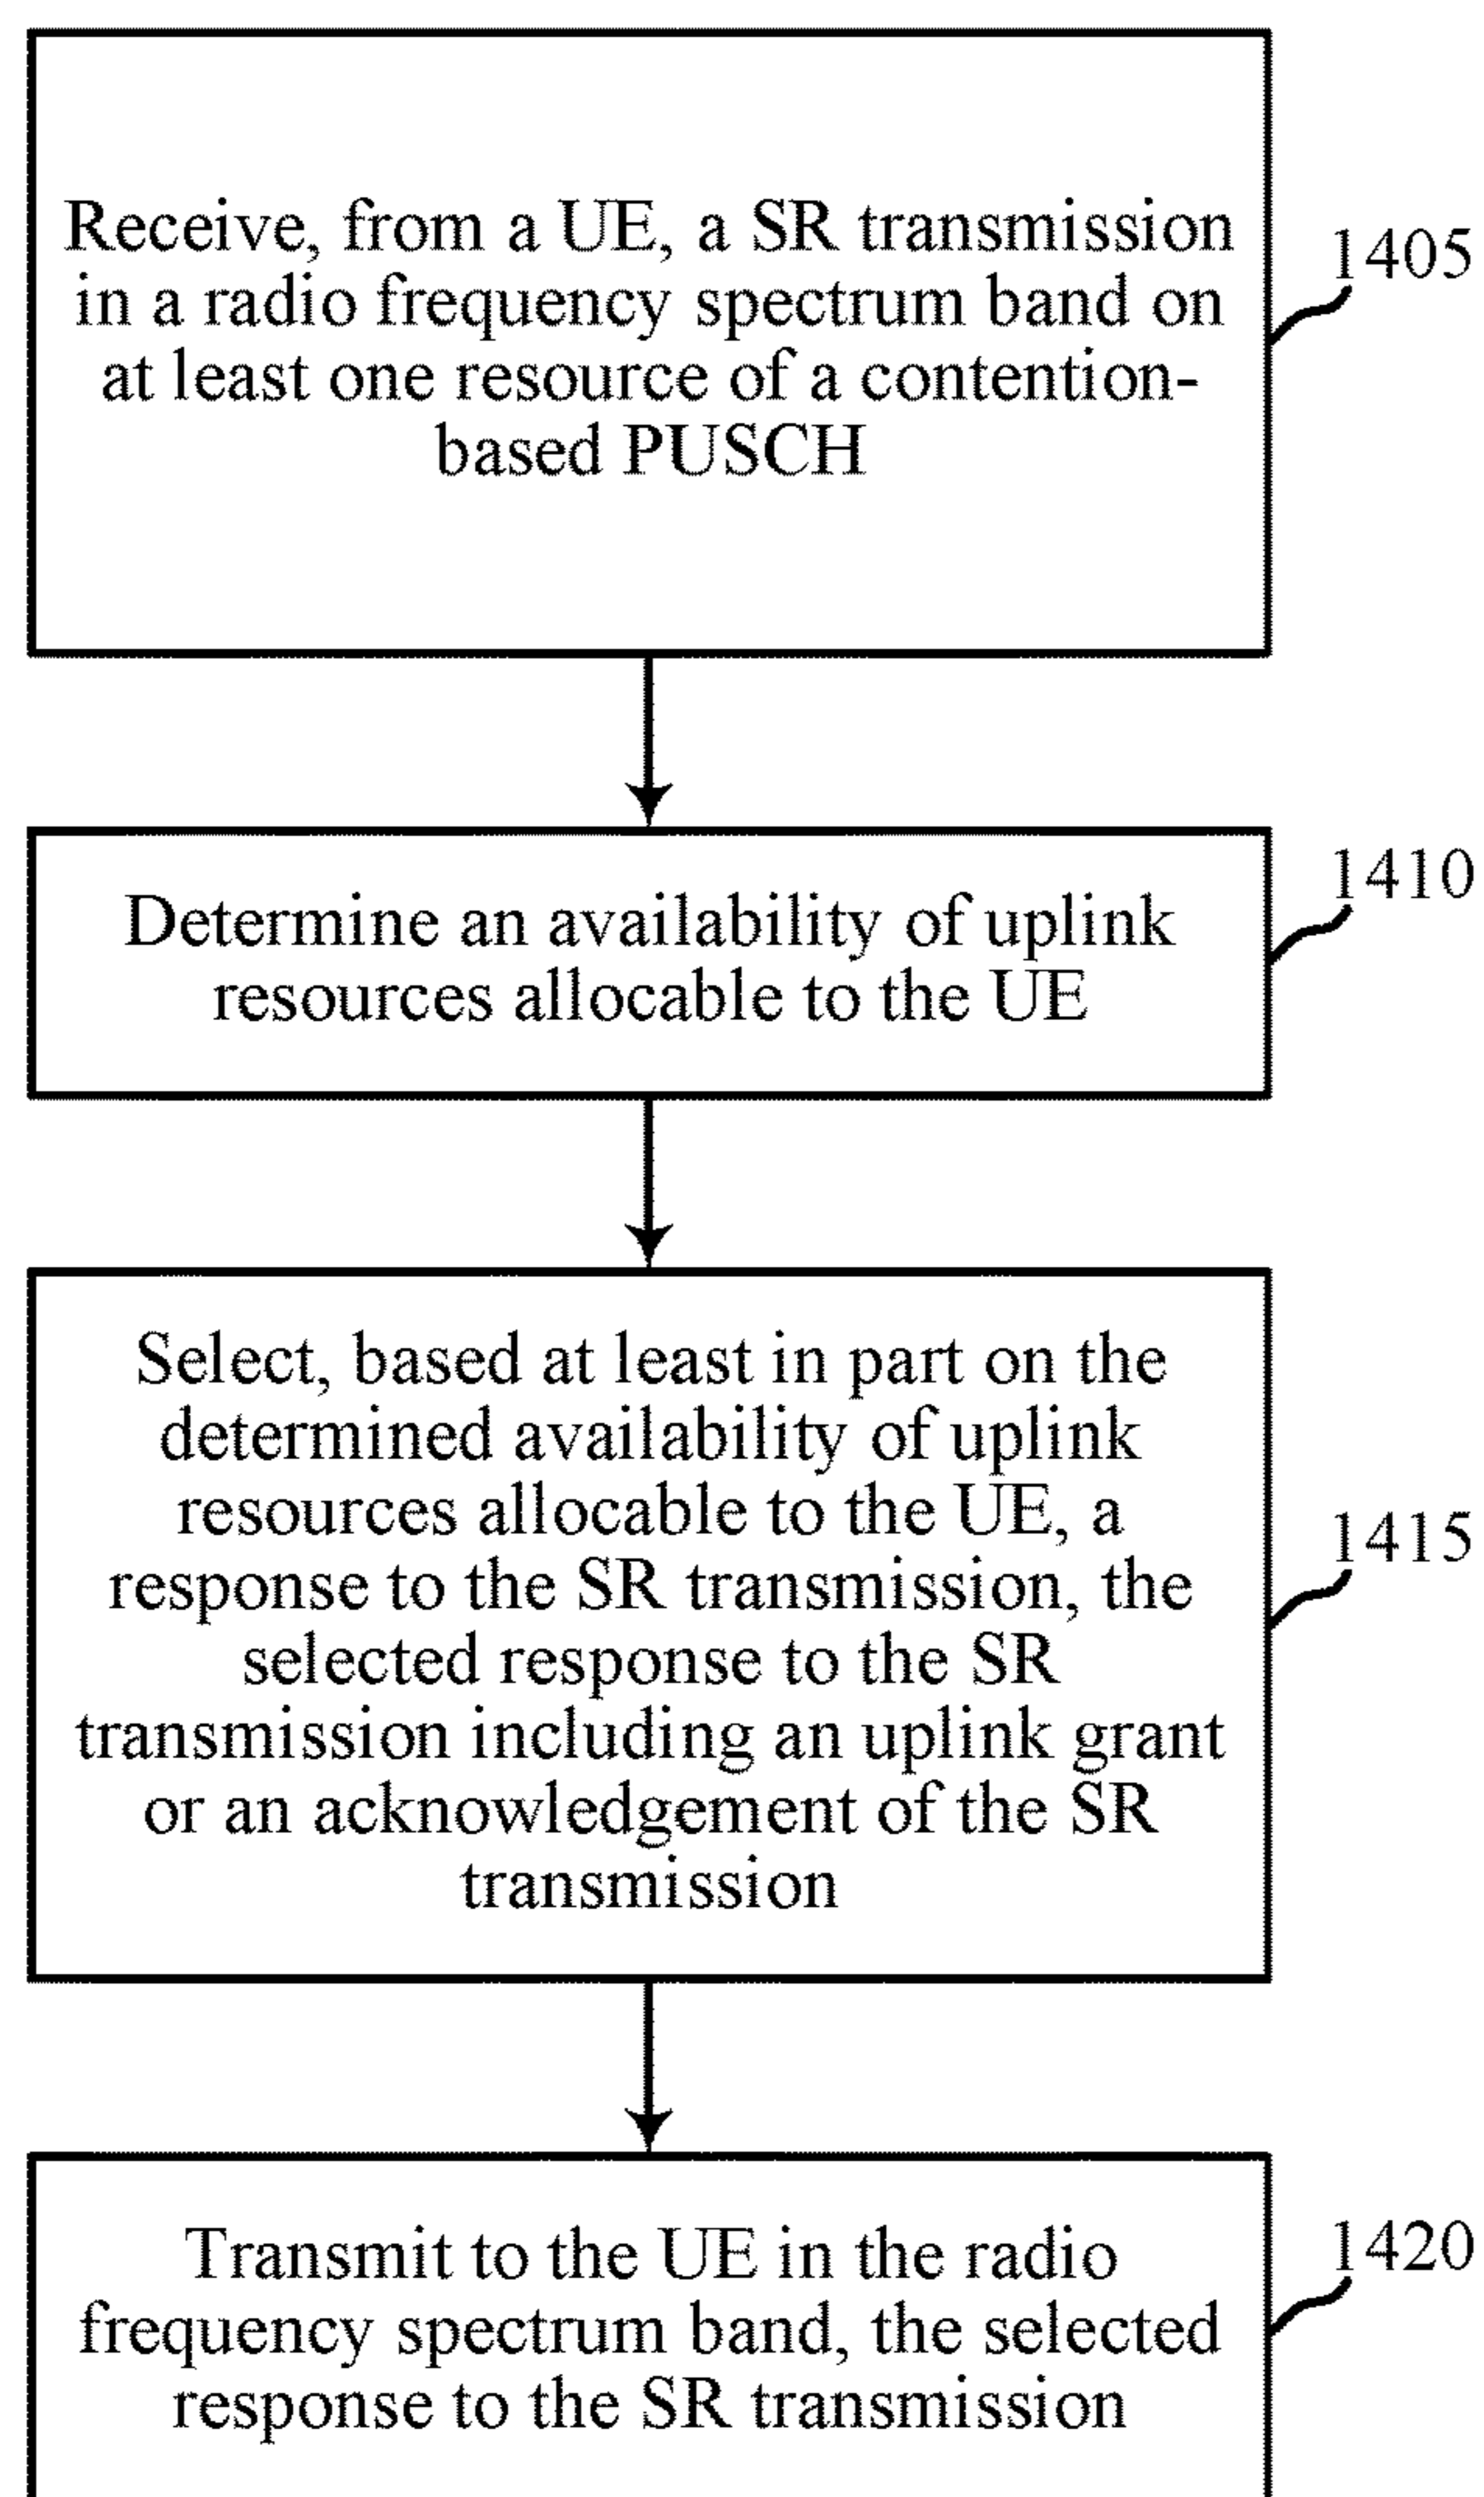 Receive, from a UE, a SR transmission
in a radio frequency spectrum band on
at least one resource of a contention-
based PUSCH
1405
Determine an availability of uplink
resources allocable to the UE
1410
Select, based at least in part on the
determined availability of uplink
resources allocable to the UE, a
response to the SR transmission, the
selected response to the SR
transmission including an uplink grant
or an acknowledgement of the SR
transmission
1415
Transmit to the UE in the radio
frequency spectrum band, the selected
response to the SR transmission
1420